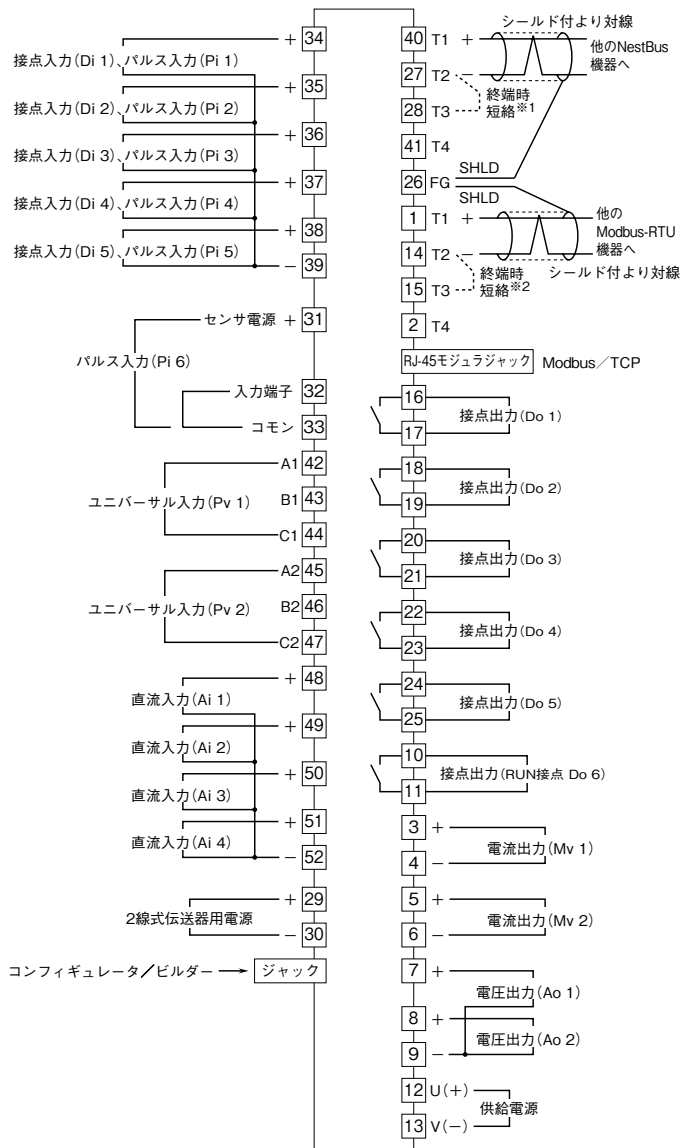 + 34
接点入力(Di 1)、パルス入力(Pi 1)
+ 35
接点入力(Di 2)、パルス入力(Pi 2)
+ 36
接点入力(Di 3)、パルス入力(Pi 3)
+ 37
接点入力(Di 4)、パルス入力(Pi 4)
+ 38
接点入力(Di 5)、パルス入力(Pi 5)
− 39
センサ電源 + 31
パルス入力(Pi 6)
入力端子 32
コモン 33
A1 42
ユニバーサル入力(Pv 1)
B1 43
C1 44
A2 45
ユニバーサル入力(Pv 2)
B2 46
C2 47
+ 48
直流入力(Ai 1)
+ 49
直流入力(Ai 2)
+ 50
直流入力(Ai 3)
+ 51
直流入力(Ai 4)
− 52
+ 29
2線式伝送器用電源
− 30
コンフィギュレータ/ビルダー → ジャック
シールド付より対線
40 T1 +
他のNestBus
機器へ
27 T2 −
終端時
短絡※1
28 T3
41 T4
SHLD
26 FG
SHLD
1 T1 +
他の
Modbus-RTU
機器へ
14 T2 −
終端時
短絡※2
シールド付より対線
15 T3
2 T4
RJ-45モジュラジャック Modbus/TCP
16
接点出力(Do 1)
17
18
接点出力(Do 2)
19
20
接点出力(Do 3)
21
22
接点出力(Do 4)
23
24
接点出力(Do 5)
25
10
接点出力(RUN接点 Do 6)
11
3 +
電流出力(Mv 1)
4 −
5 +
電流出力(Mv 2)
6 −
7 +
電圧出力(Ao 1)
8 +
電圧出力(Ao 2)
9 −
12 U(+)
供給電源
13 V(−)